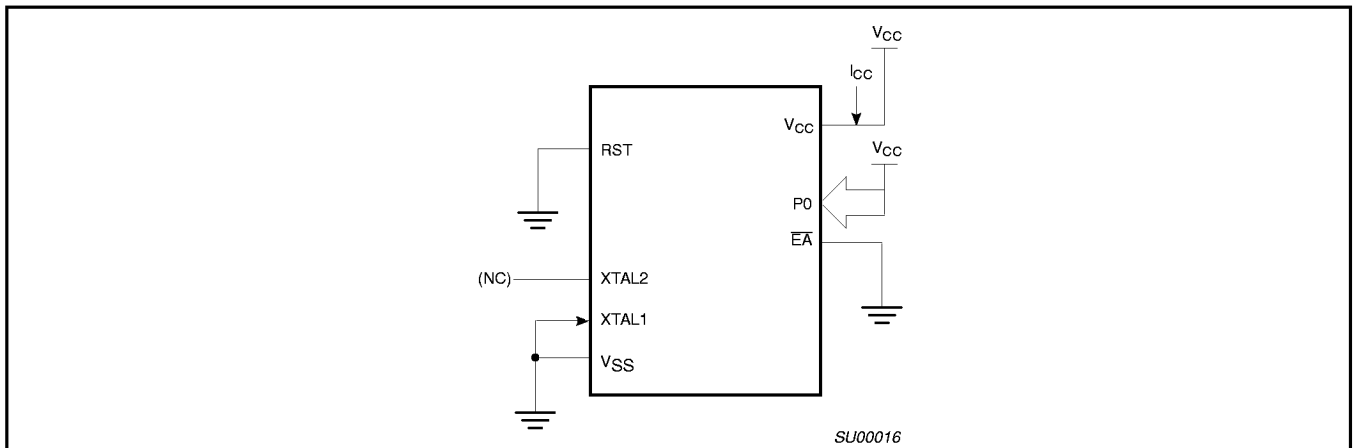 VCC
ICC
VCC
RST
VCC
P0
EA
(NC)
XTAL2
XTAL1
VSS
SU00016